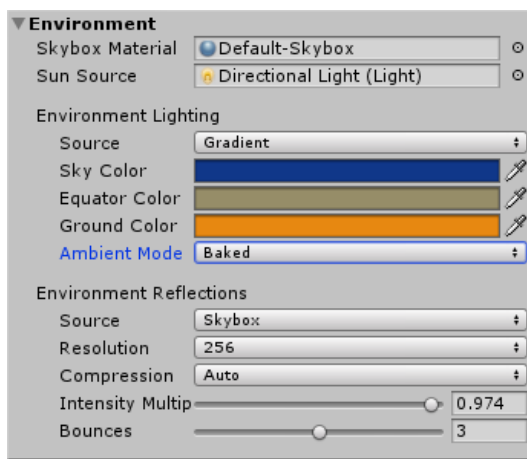 Environment
Skybox Material Default-Skybox
Sun Source Directional Light (Light)
Environment Lighting
Source Gradient
Sky Color
Equator Color
Ground Color
Ambient Mode Baked
Environment Reflections
Source Skybox
Resolution 256
Compression Auto
Intensity Multip 0.974
Bounces 3